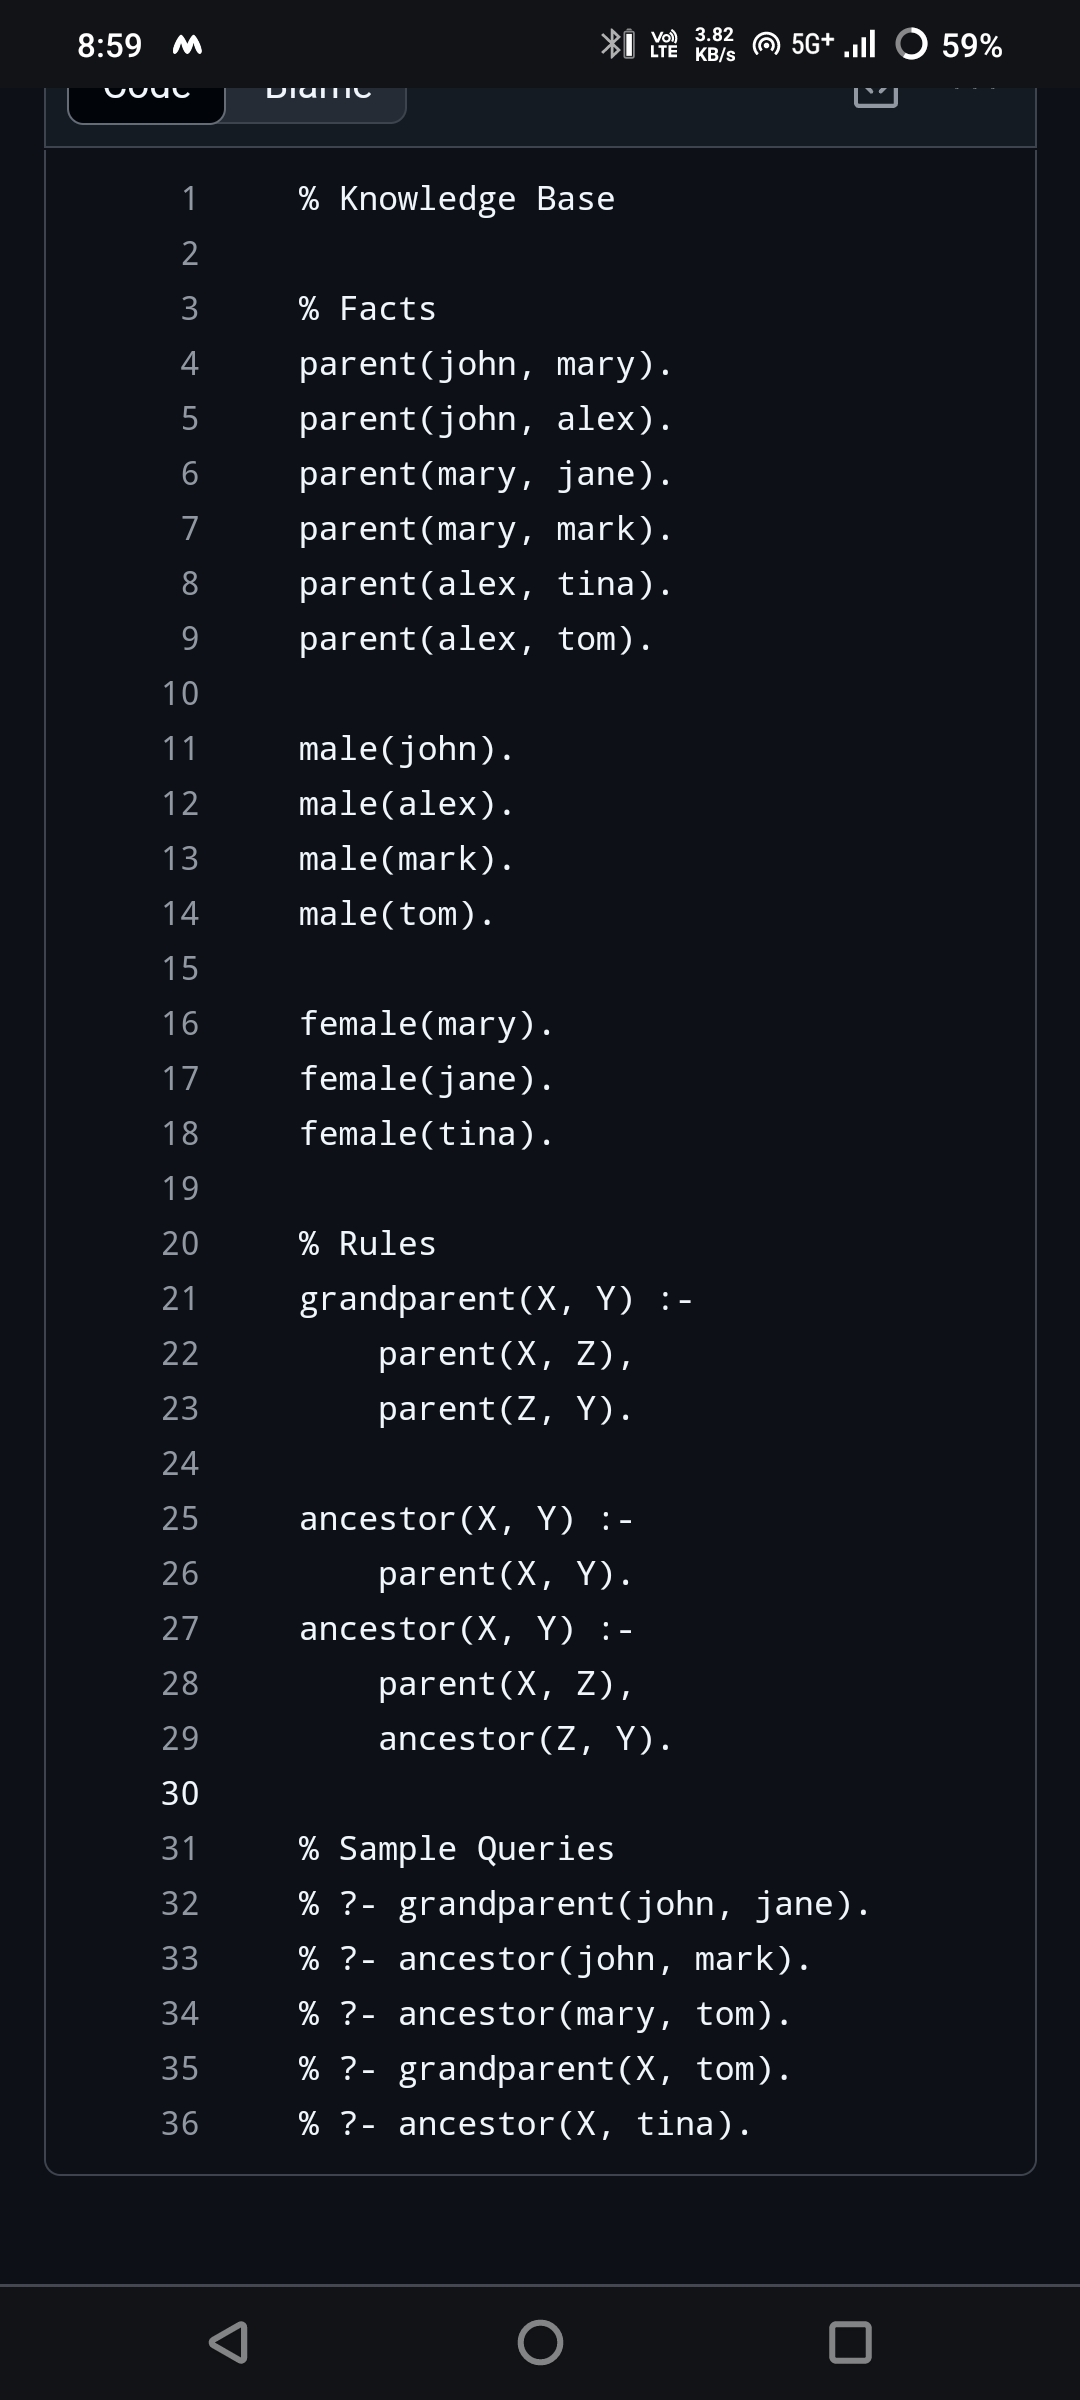 8:59 Vo) LTE 3.82 KB/s 5G+ 59%
Code Blame
1 % Knowledge Base
2
3 % Facts
4 parent(john, mary).
5 parent(john, alex).
6 parent(mary, jane).
7 parent(mary, mark).
8 parent(alex, tina).
9 parent(alex, tom).
10
11 male(john).
12 male(alex).
13 male(mark).
14 male(tom).
15
16 female(mary).
17 female(jane).
18 female(tina).
19
20 % Rules
21 grandparent(X, Y) :-
22     parent(X, Z),
23     parent(Z, Y).
24
25 ancestor(X, Y) :-
26     parent(X, Y).
27 ancestor(X, Y) :-
28     parent(X, Z),
29     ancestor(Z, Y).
30
31 % Sample Queries
32 % ?- grandparent(john, jane).
33 % ?- ancestor(john, mark).
34 % ?- ancestor(mary, tom).
35 % ?- grandparent(X, tom).
36 % ?- ancestor(X, tina).